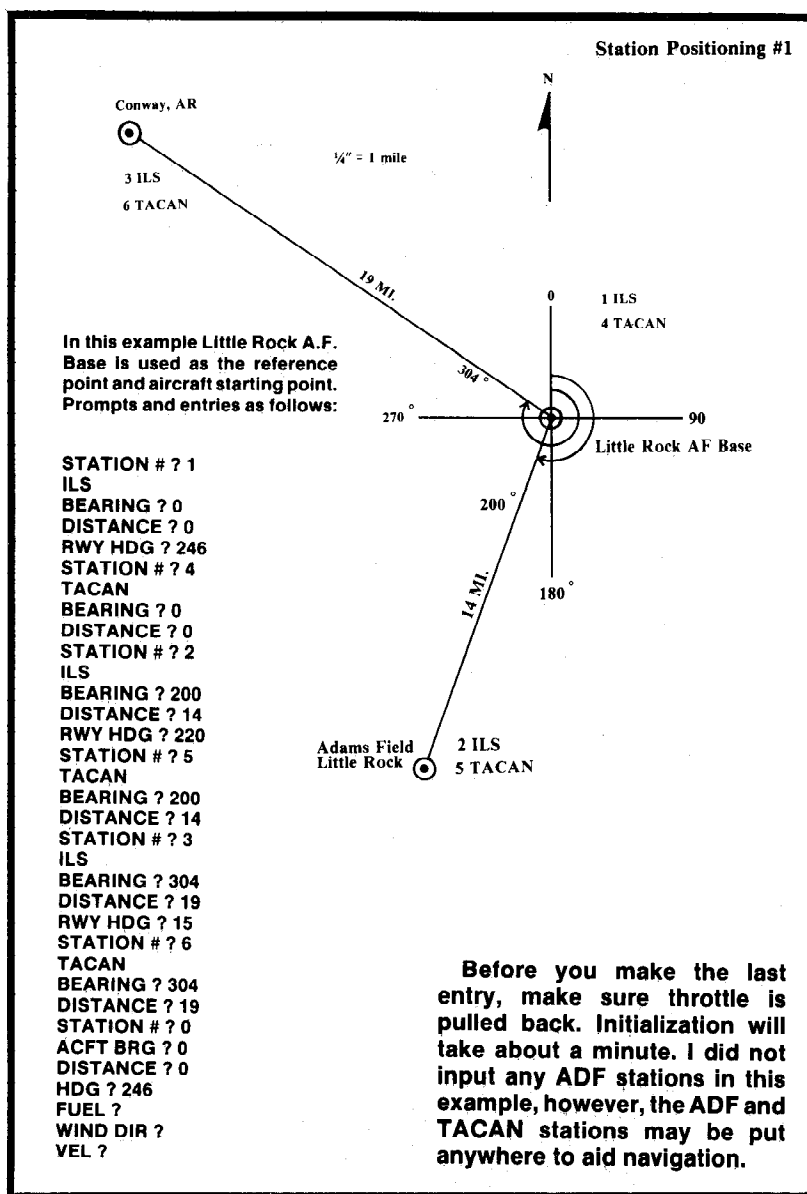 Station Positioning #1
N
Conway, AR
¼" = 1 mile
3 ILS
6 TACAN
19 MI.
0
1 ILS
4 TACAN
In this example Little Rock A.F.
Base is used as the reference
point and aircraft starting point.
Prompts and entries as follows:
304°
270°
90
Little Rock AF Base
200°
180°
14 MI.
Adams Field
Little Rock
2 ILS
5 TACAN
STATION # ? 1
ILS
BEARING ? 0
DISTANCE ? 0
RWY HDG ? 246
STATION # ? 4
TACAN
BEARING ? 0
DISTANCE ? 0
STATION # ? 2
ILS
BEARING ? 200
DISTANCE ? 14
RWY HDG ? 220
STATION # ? 5
TACAN
BEARING ? 200
DISTANCE ? 14
STATION # ? 3
ILS
BEARING ? 304
DISTANCE ? 19
RWY HDG ? 15
STATION # ? 6
TACAN
BEARING ? 304
DISTANCE ? 19
STATION # ? 0
ACFT BRG ? 0
DISTANCE ? 0
HDG ? 246
FUEL ?
WIND DIR ?
VEL ?
Before you make the last
entry, make sure throttle is
pulled back. Initialization will
take about a minute. I did not
input any ADF stations in this
example, however, the ADF and
TACAN stations may be put
anywhere to aid navigation.